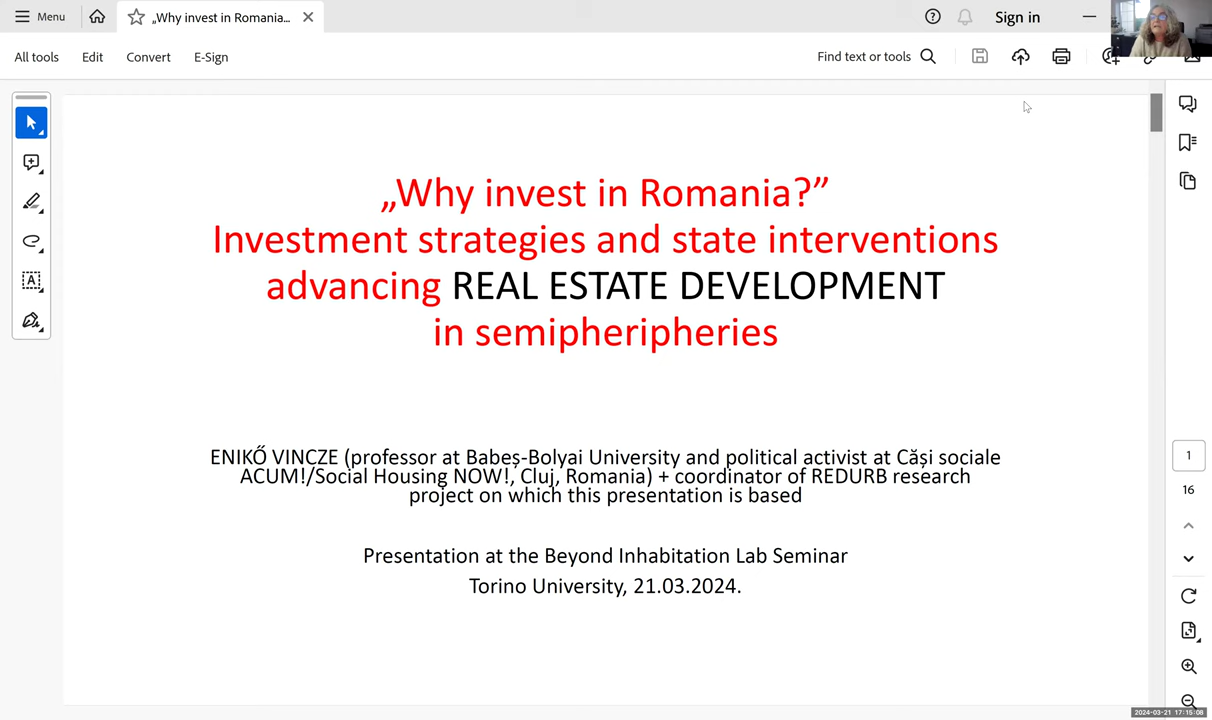 Menu
„Why invest in Romania...
Sign in
All tools
Edit
Convert
E-Sign
Find text or tools
„Why invest in Romania?”
Investment strategies and state interventions
advancing REAL ESTATE DEVELOPMENT
in semipheripheries
ENIKŐ VINCZE (professor at Babeș-Bolyai University and political activist at Căși sociale
ACUM!/Social Housing NOW!, Cluj, Romania) + coordinator of REDURB research
project on which this presentation is based
Presentation at the Beyond Inhabitation Lab Seminar
Torino University, 21.03.2024.
1
16
2024-03-21 17:15:08